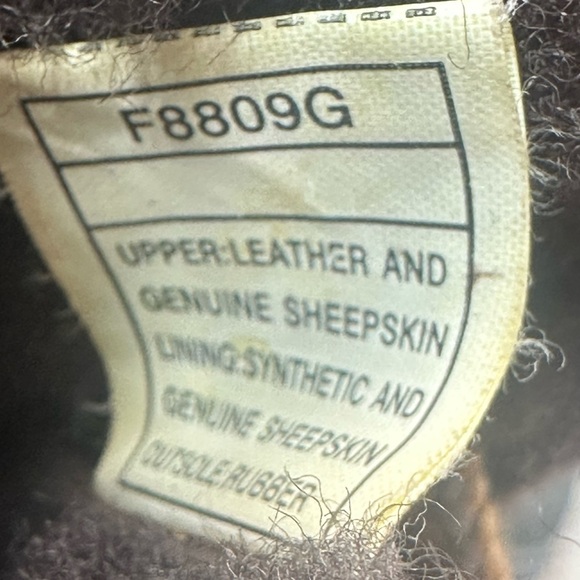 F8809G
UPPER:LEATHER AND
GENUINE SHEEPSKIN
LINING:SYNTHETIC AND
GENUINE SHEEPSKIN
OUTSOLE:RUBBER